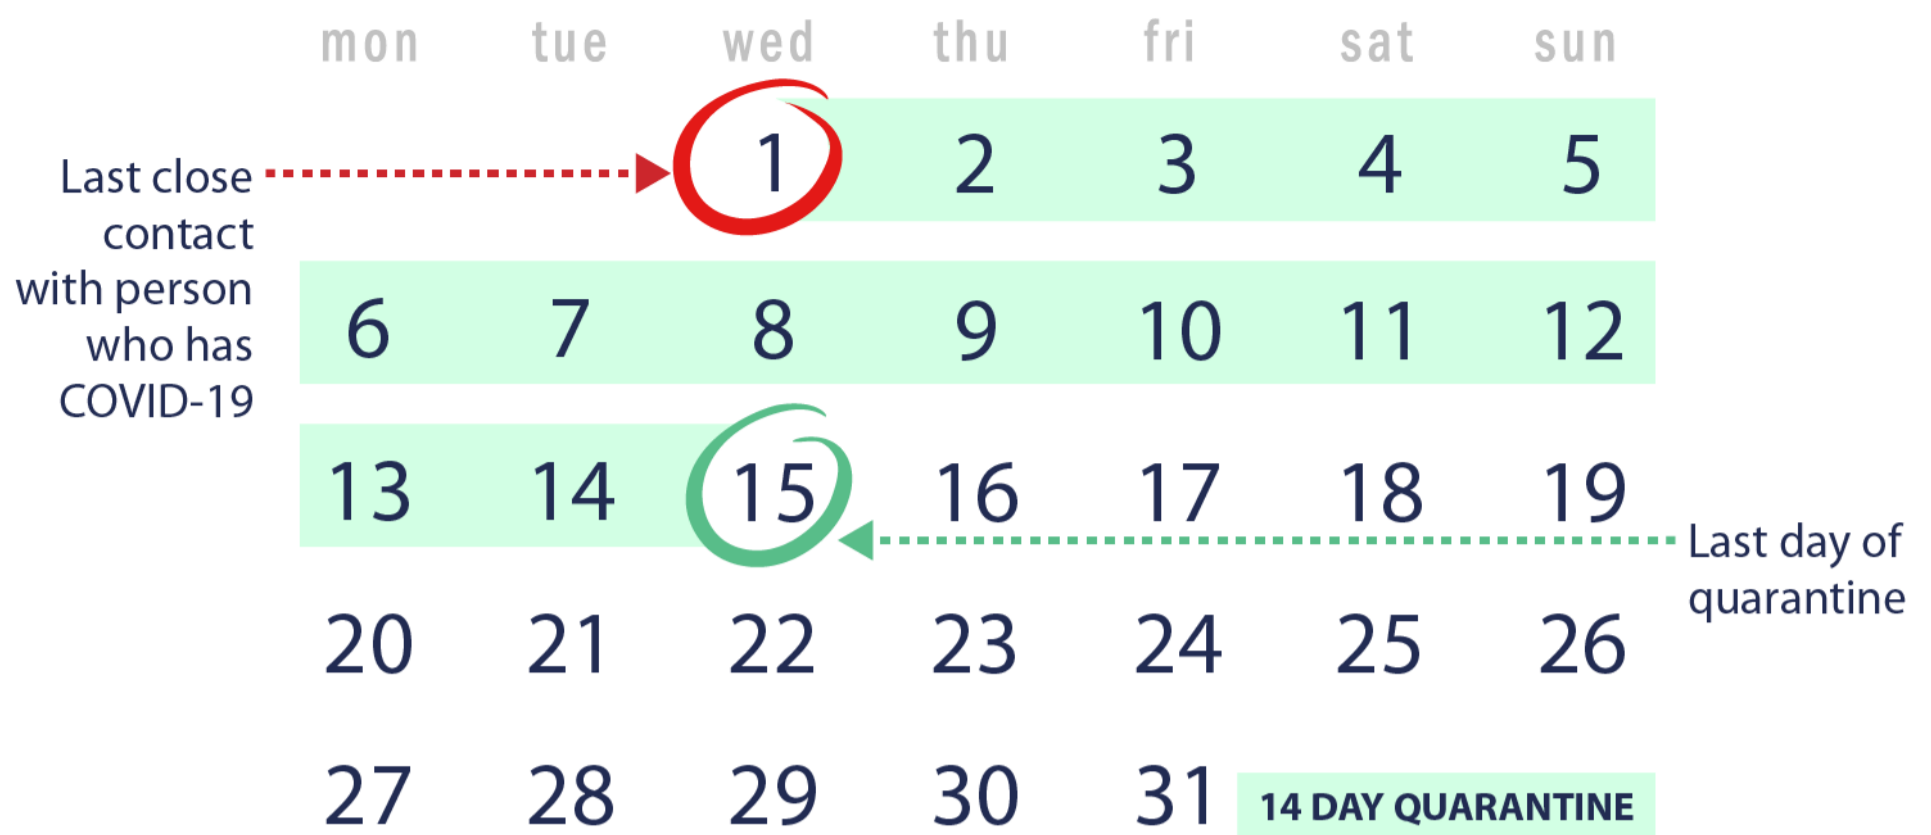 mon tue wed thu fri sat sun
1 2 3 4 5
Last close
contact
with person
who has
COVID-19
6 7 8 9 10 11 12
13 14 15 16 17 18 19
Last day of
quarantine
20 21 22 23 24 25 26
27 28 29 30 31
14 DAY QUARANTINE